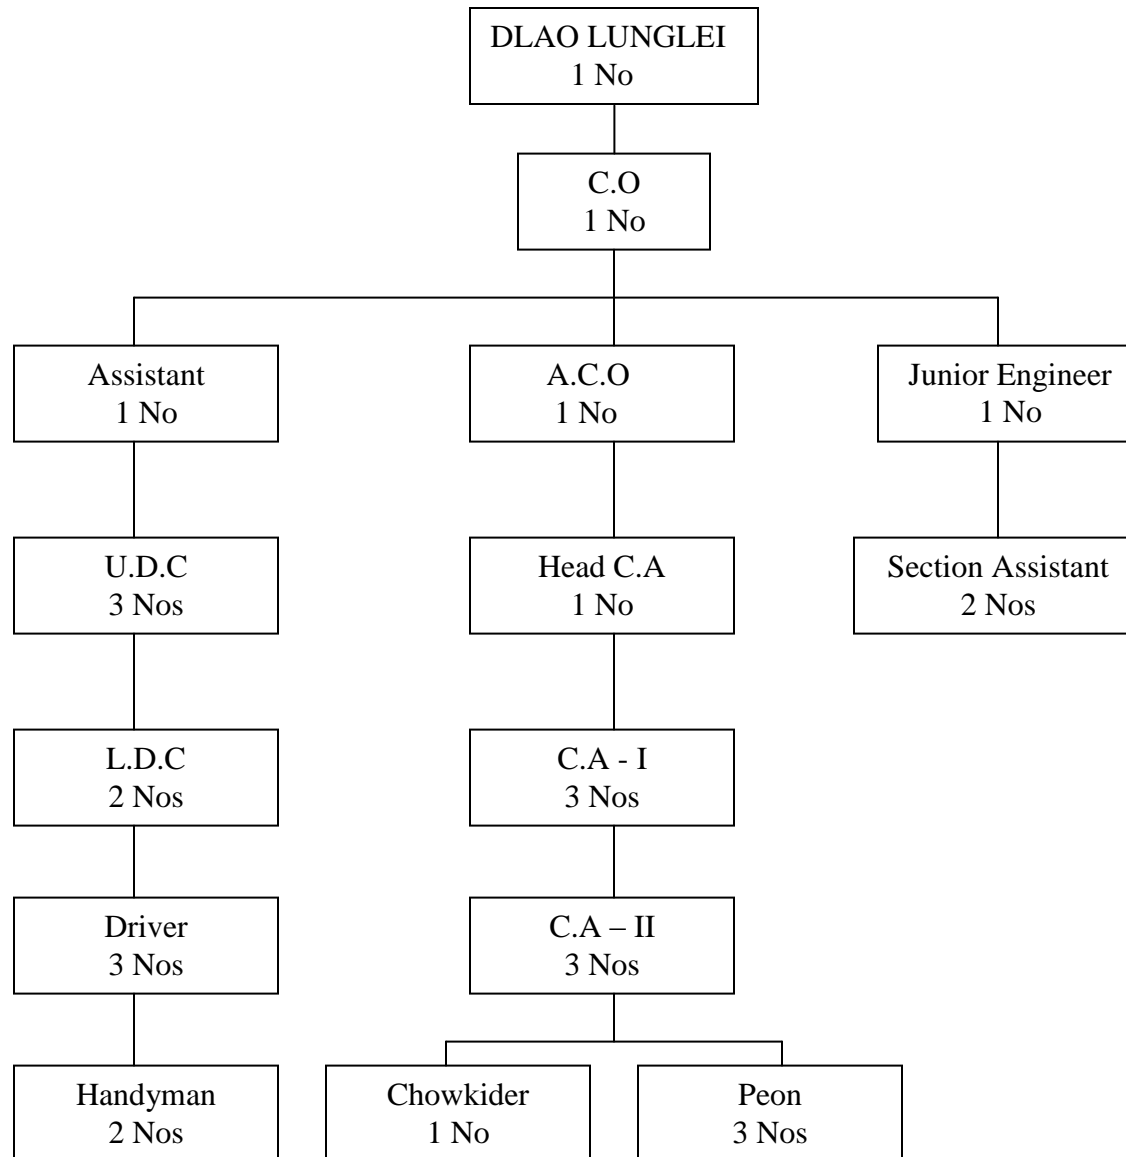 DLAO LUNGLEI
1 No
C.O
1 No
Assistant
1 No
A.C.O
1 No
Junior Engineer
1 No
U.D.C
3 Nos
Head C.A
1 No
Section Assistant
2 Nos
L.D.C
2 Nos
C.A - I
3 Nos
Driver
3 Nos
C.A – II
3 Nos
Handyman
2 Nos
Chowkider
1 No
Peon
3 Nos